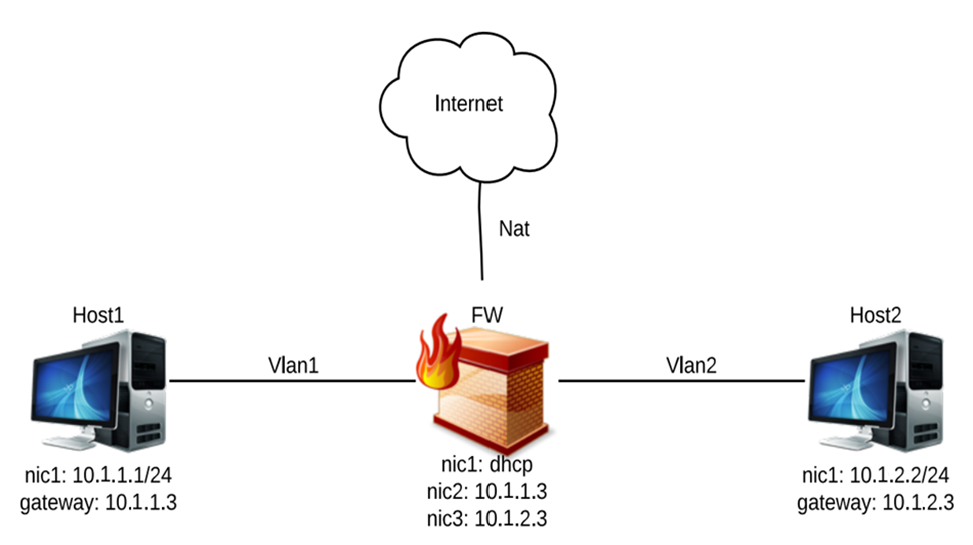 Internet
Nat
Host1
FW
Host2
Vlan1
Vlan2
nic1: 10.1.1.1/24
gateway: 10.1.1.3
nic1: dhcp
nic2: 10.1.1.3
nic3: 10.1.2.3
nic1: 10.1.2.2/24
gateway: 10.1.2.3